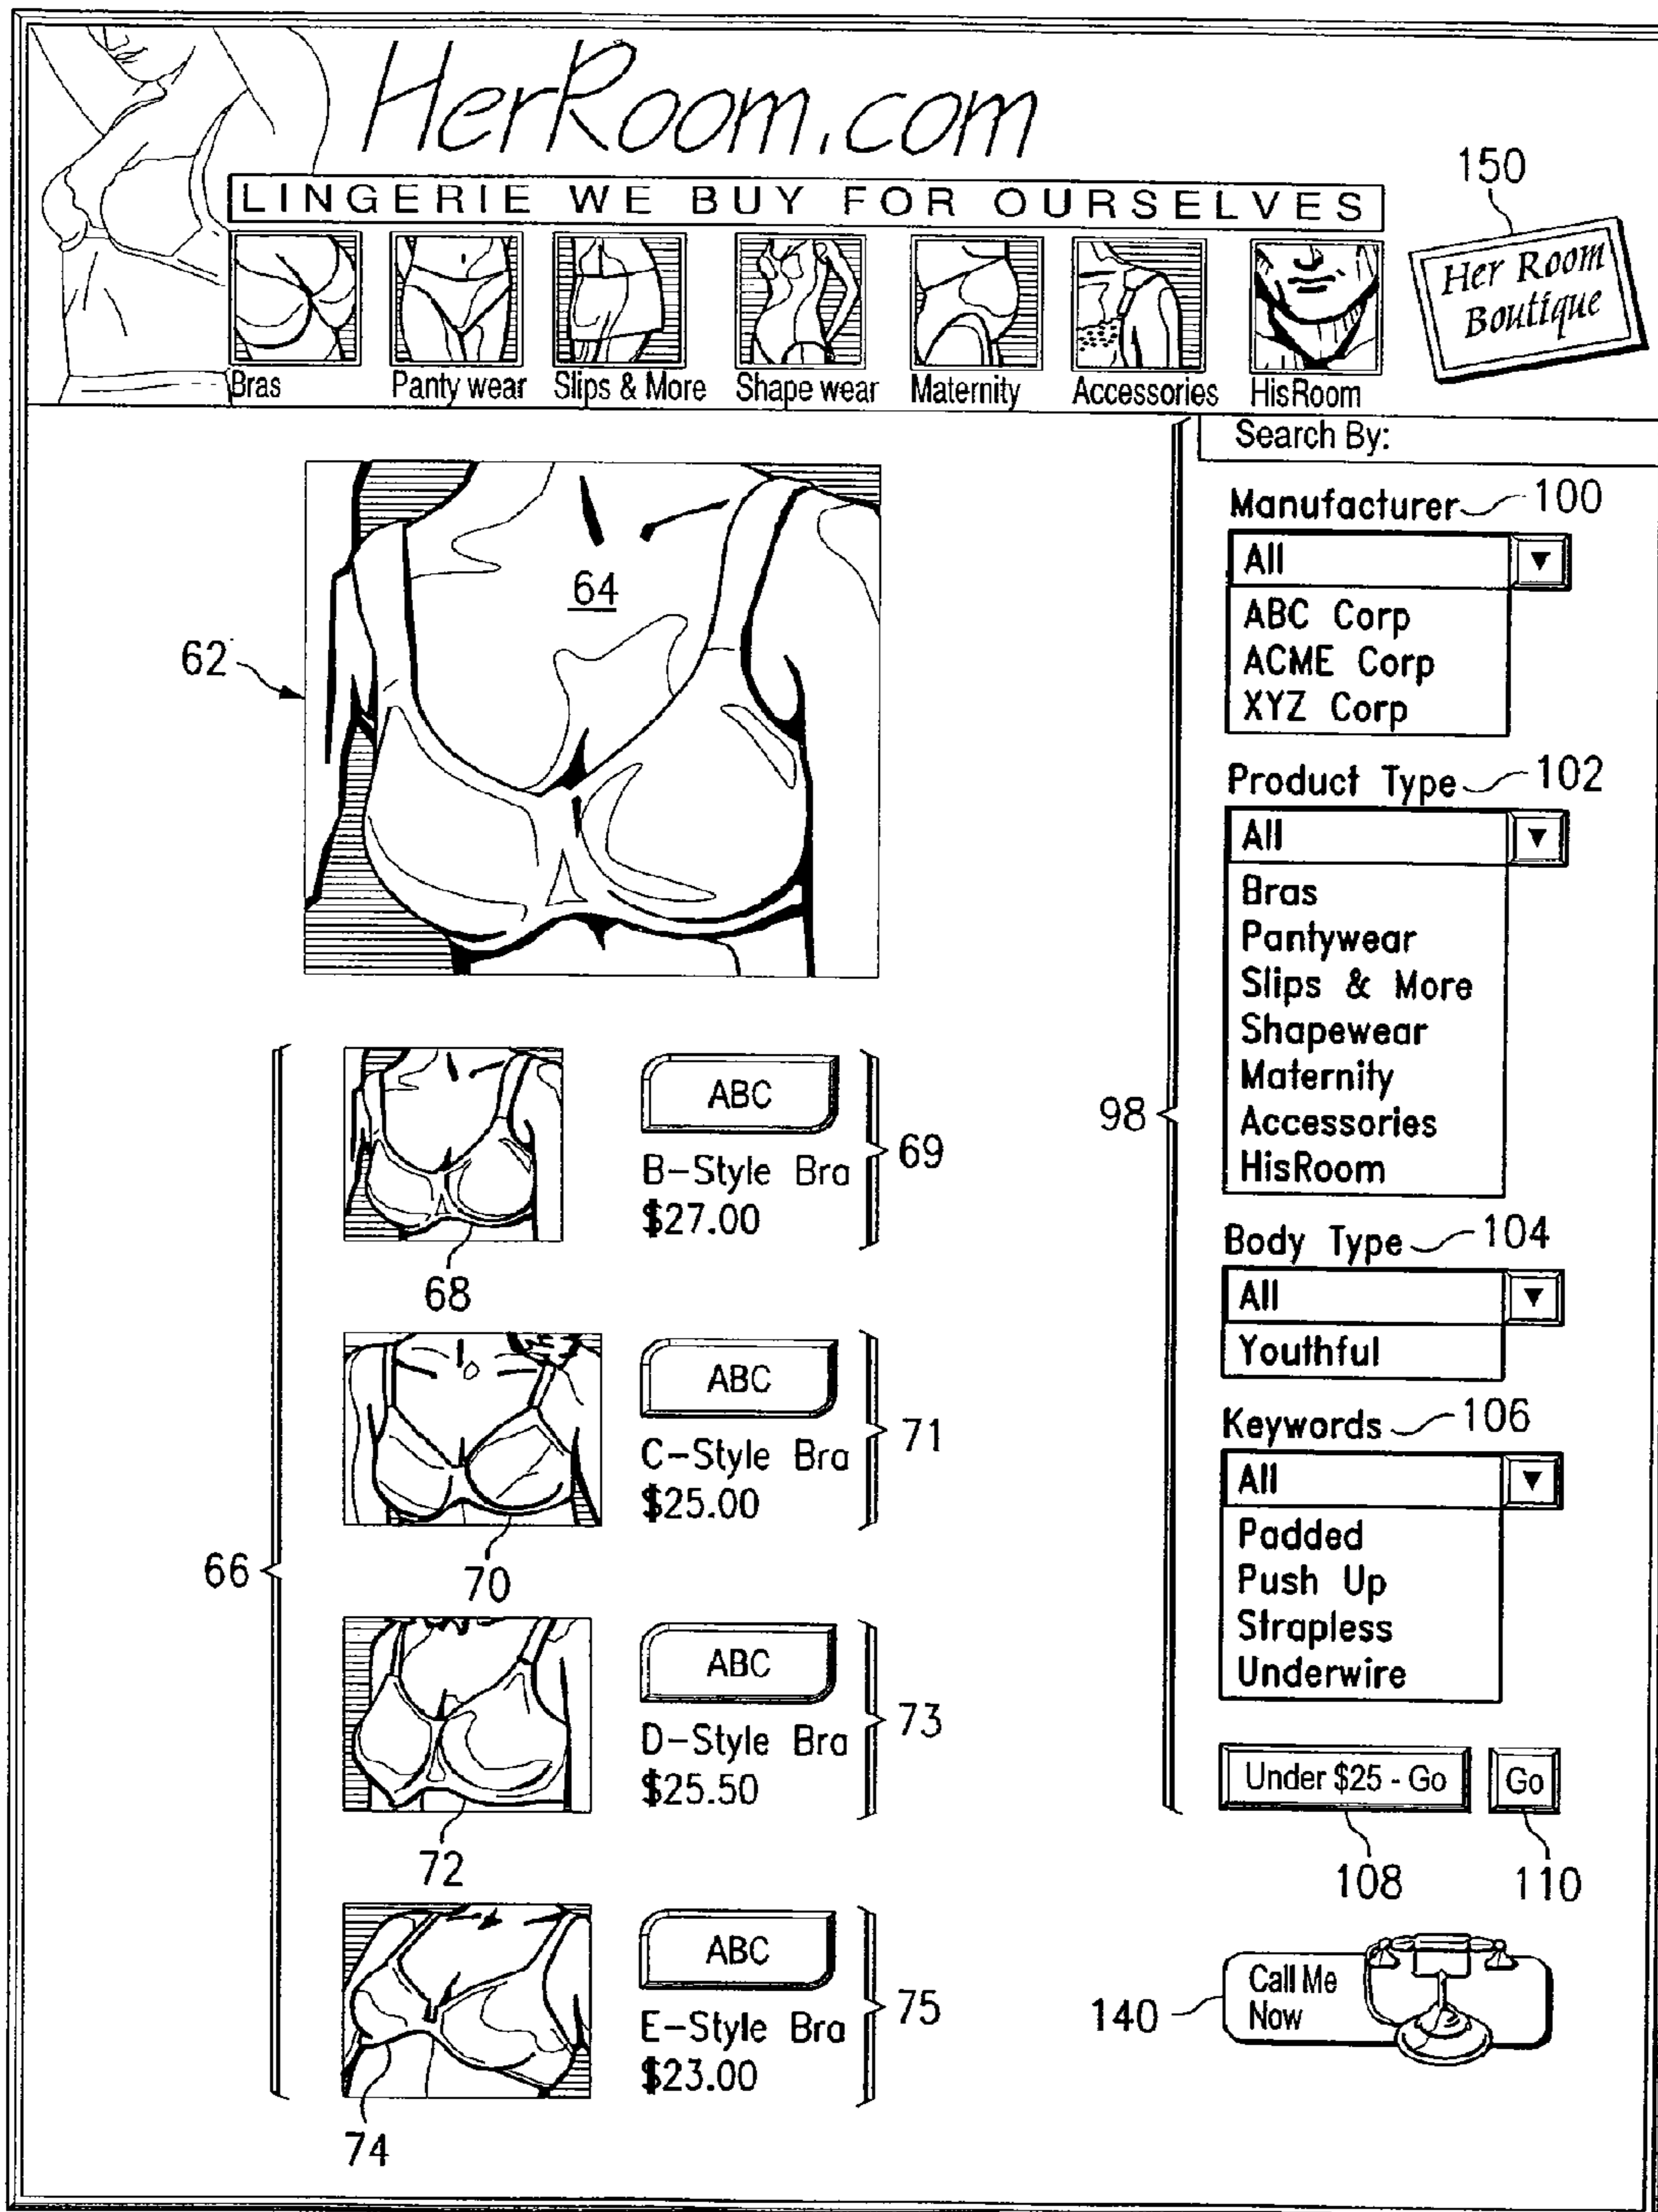 HerRoom.com
LINGERIE WE BUY FOR OURSELVES
150
Her Room
Boutique
Bras
Panty wear
Slips & More
Shape wear
Maternity
Accessories
HisRoom
62
64
66
68
ABC
B-Style Bra
$27.00
69
70
ABC
C-Style Bra
$25.00
71
72
ABC
D-Style Bra
$25.50
73
74
ABC
E-Style Bra
$23.00
75
98
Search By:
Manufacturer 100
All
ABC Corp
ACME Corp
XYZ Corp
Product Type 102
All
Bras
Pantywear
Slips & More
Shapewear
Maternity
Accessories
HisRoom
Body Type 104
All
Youthful
Keywords 106
All
Padded
Push Up
Strapless
Underwire
Under $25 - Go
Go
108
110
140
Call Me
Now